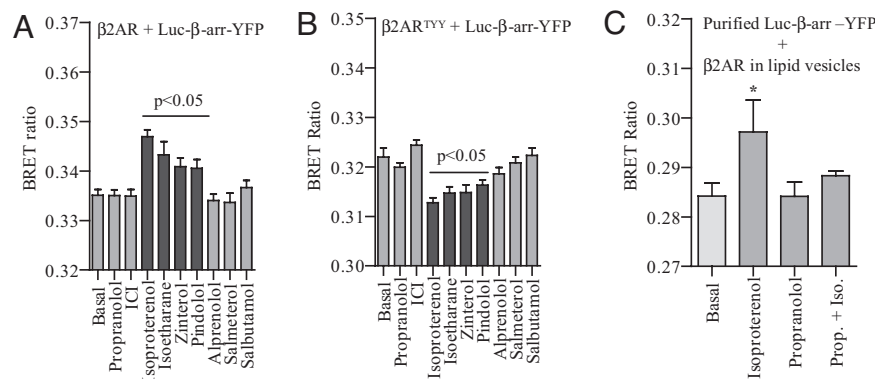 A
β2AR + Luc-β-arr-YFP
BRET ratio
0.37
0.36
0.35
0.34
0.33
0.32
p<0.05
Basal
Propranolol
ICI
Isoproterenol
Isoetharane
Zinterol
Pindolol
Alprenolol
Salmeterol
Salbutamol
B
β2ARTYY + Luc-β-arr-YFP
BRET Ratio
0.35
0.34
0.33
0.32
0.31
0.30
p<0.05
Basal
Propranolol
ICI
Isoproterenol
Isoetharane
Zinterol
Pindolol
Alprenolol
Salmeterol
Salbutamol
C
Purified Luc-β-arr –YFP
+
β2AR in lipid vesicles
BRET Ratio
0.32
0.31
0.30
0.29
0.28
0.27
*
Basal
Isoproterenol
Propranolol
Prop. + Iso.